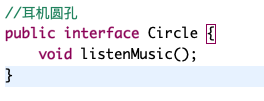 //耳机圆孔
public interface Circle {
    void listenMusic();
}